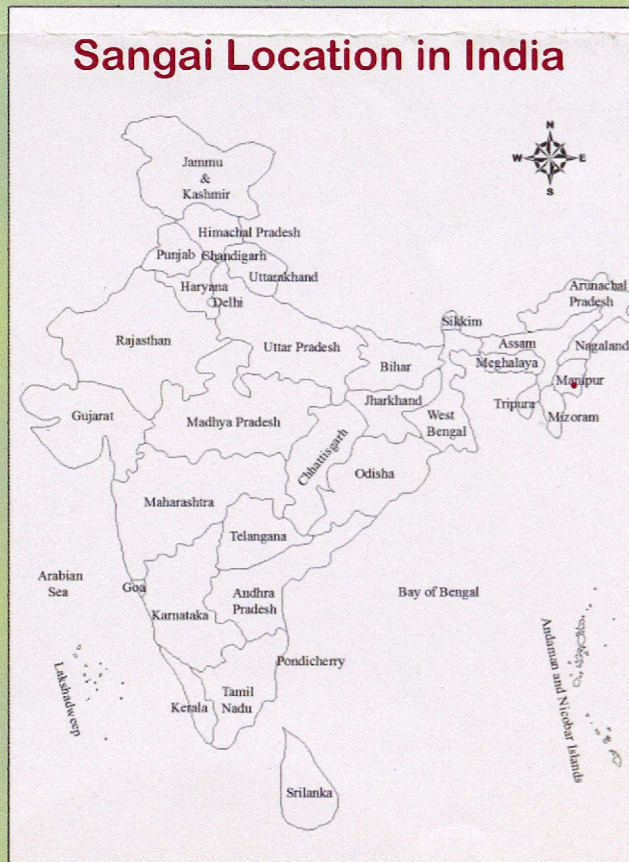 Sangai Location in India
N
W
E
S
Jammu
&
Kashmir
Himachal Pradesh
Punjab
Chandigarh
Uttarakhand
Haryana
Delhi
Arunachal
Pradesh
Sikkim
Assam
Nagaland
Rajasthan
Uttar Pradesh
Bihar
Meghalaya
Manipur
Jharkhand
Tripura
Mizoram
Gujarat
Madhya Pradesh
West
Bengal
Chhattisgarh
Odisha
Maharashtra
Telangana
Arabian
Sea
Goa
Andhra
Pradesh
Bay of Bengal
Karnataka
Pondicherry
Lakshadweep
Andaman and Nicobar Islands
Kerala
Tamil
Nadu
Srilanka